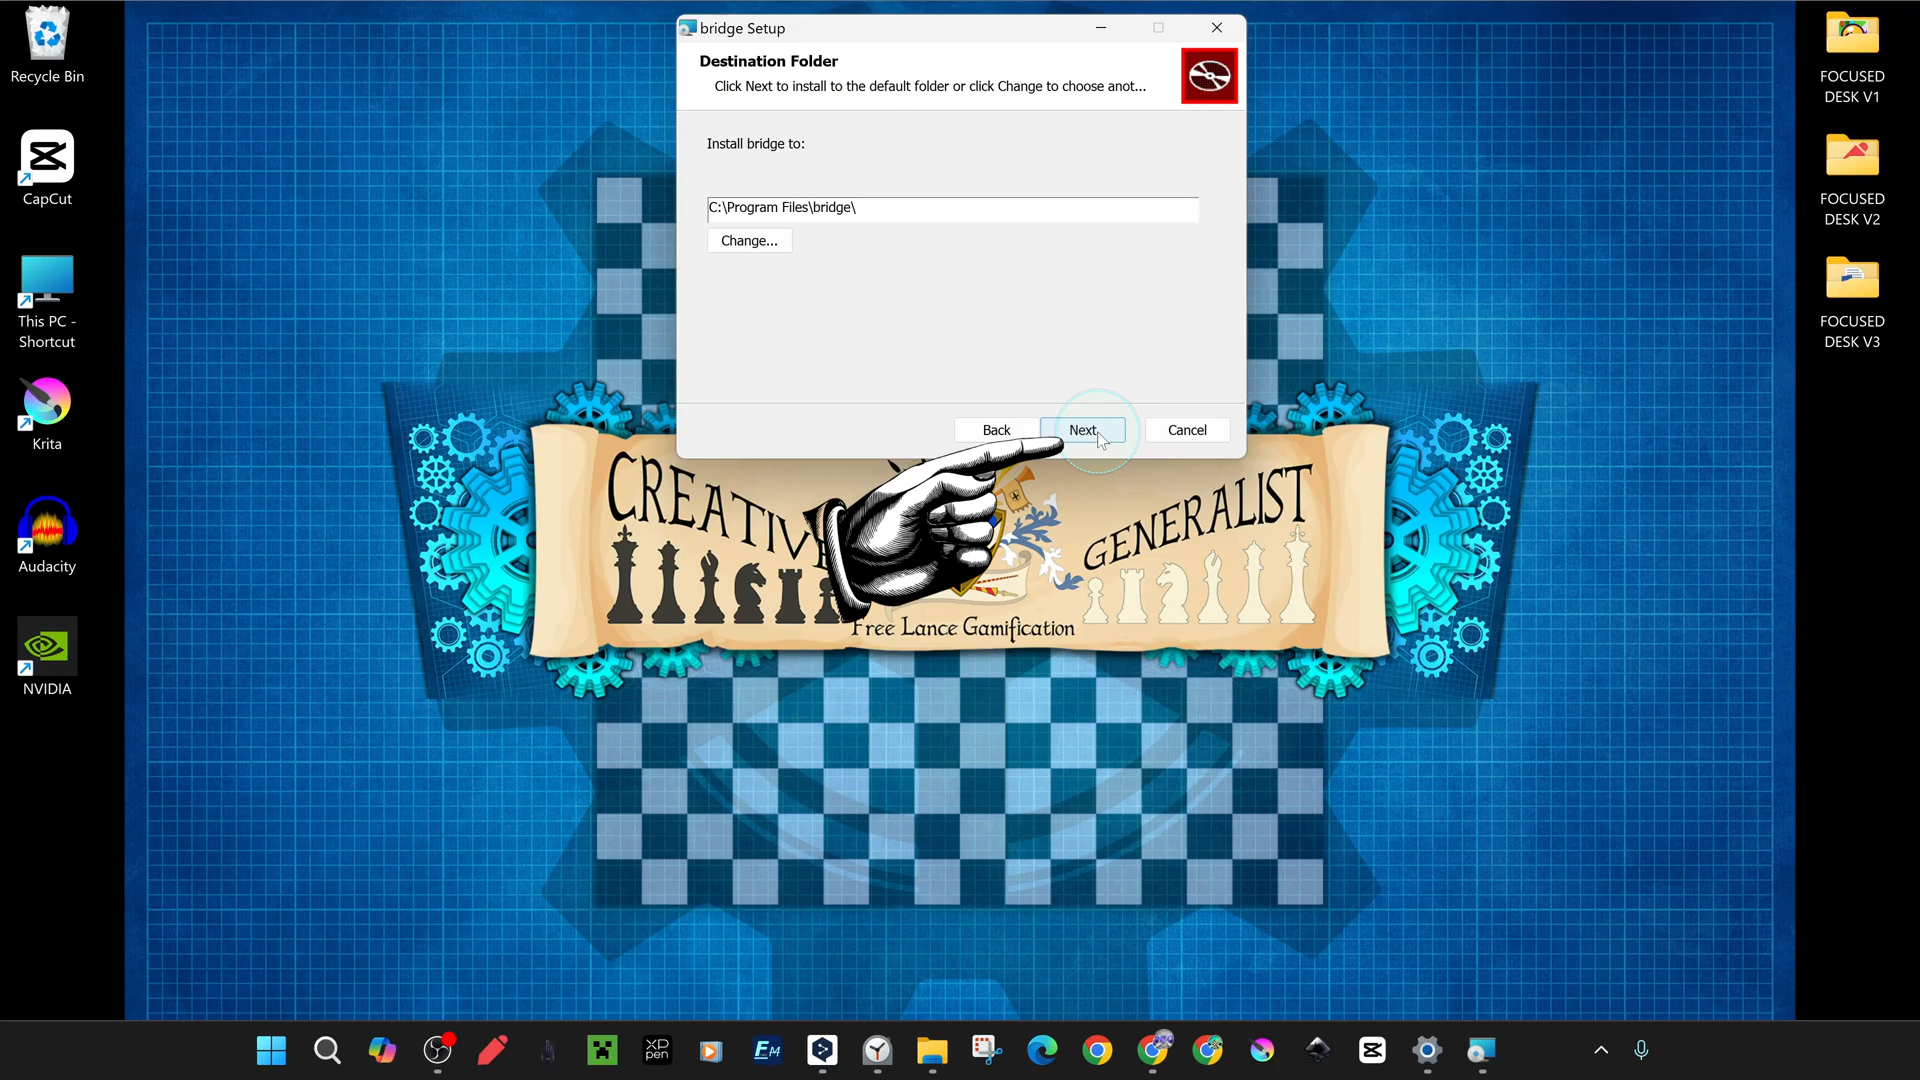 bridge Setup
Destination Folder
Click Next to install to the default folder or click Change to choose anot...
Install bridge to:
C:\Program Files\bridge\
Change...
Back
Next
Cancel
Recycle Bin
CapCut
This PC -
Shortcut
Krita
Audacity
NVIDIA
FOCUSED
DESK V1
FOCUSED
DESK V2
FOCUSED
DESK V3
GENERALIST
Free Lance Gamification
XP
pen